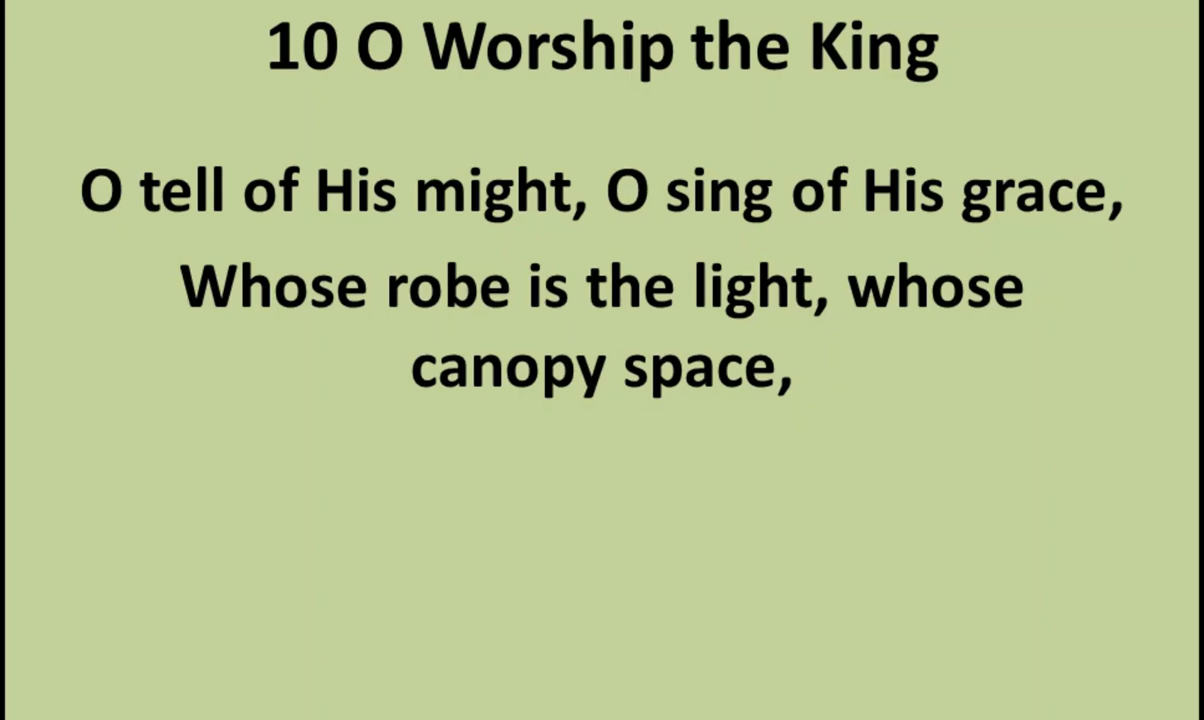 10 O Worship the King
O tell of His might, O sing of His grace,
Whose robe is the light, whose
canopy space,